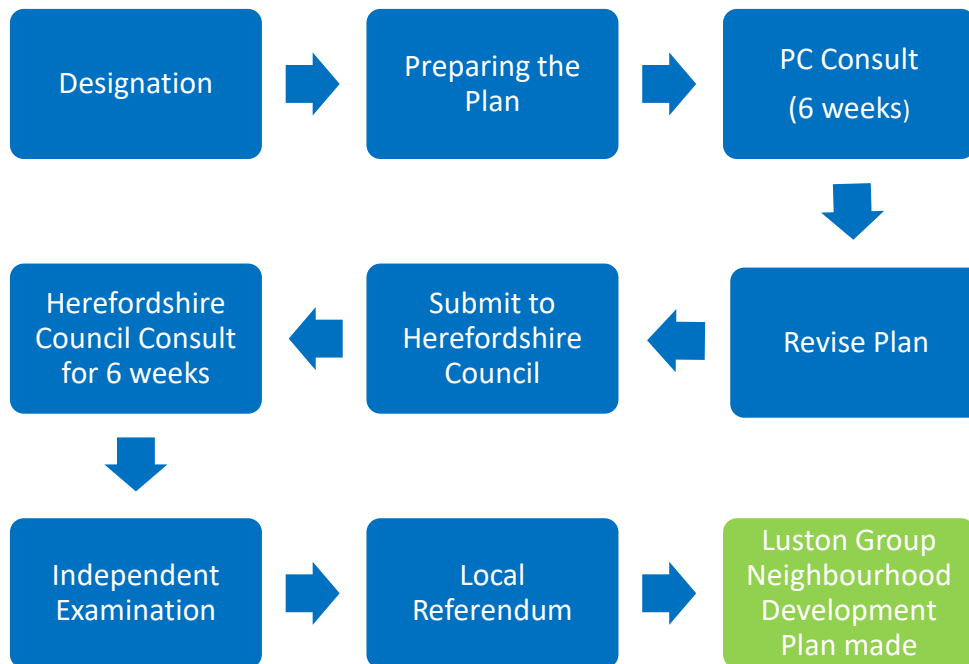 Designation
Preparing the
Plan
PC Consult
(6 weeks)
Revise Plan
Submit to
Herefordshire
Council
Herefordshire
Council Consult
for 6 weeks
Independent
Examination
Local
Referendum
Luston Group
Neighbourhood
Development
Plan made